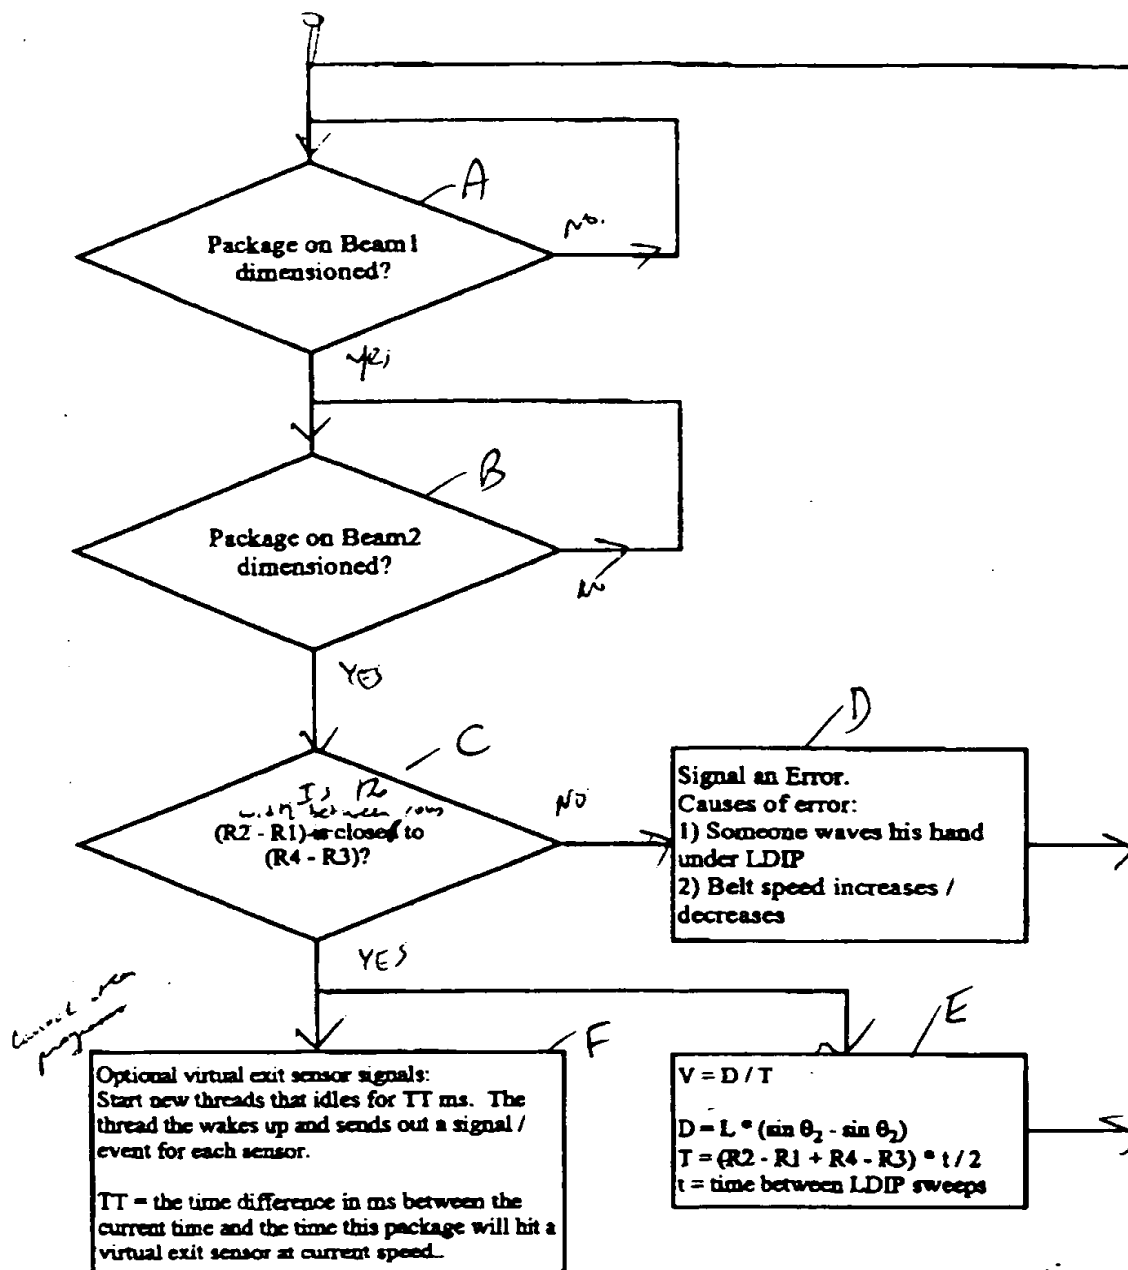 A
Package on Beam1
dimensioned?
No.
Yes
B
Package on Beam2
dimensioned?
No
YES
C
Is
between
(R2 - R1) close to
(R4 - R3)?
NO
YES
D
Signal an Error.
Causes of error:
1) Someone waves his hand
under LDIP
2) Belt speed increases /
decreases
F
Optional virtual exit sensor signals:
Start new threads that idles for TT ms. The
thread the wakes up and sends out a signal /
event for each sensor.
TT = the time difference in ms between the
current time and the time this package will hit a
virtual exit sensor at current speed..
E
V = D / T
D = L * (sin θ₂ - sin θ₂)
T = (R2 - R1 + R4 - R3) * t / 2
t = time between LDIP sweeps